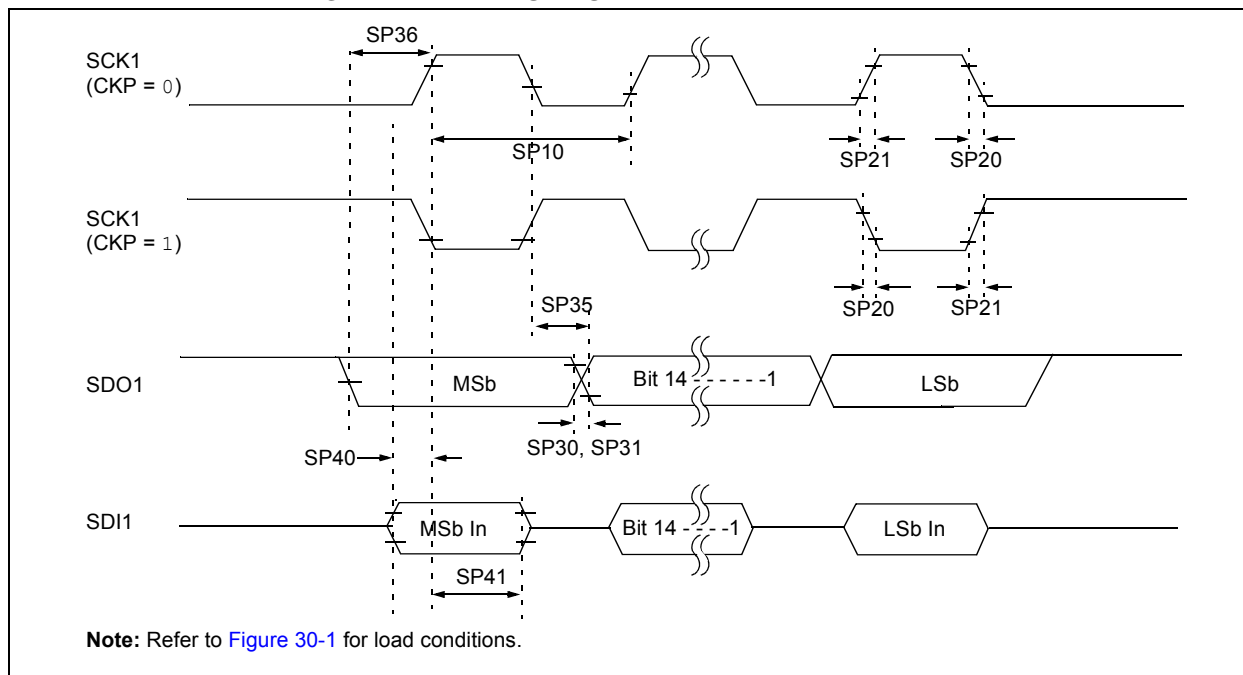 SP36
SCK1
(CKP = 0)
SP10
SP21
SP20
SCK1
(CKP = 1)
SP35
SP20
SP21
SDO1
MSb
Bit 14 - - - - - -1
LSb
SP30, SP31
SP40
SDI1
MSb In
Bit 14 - - - -1
LSb In
SP41
Note: Refer to Figure 30-1 for load conditions.